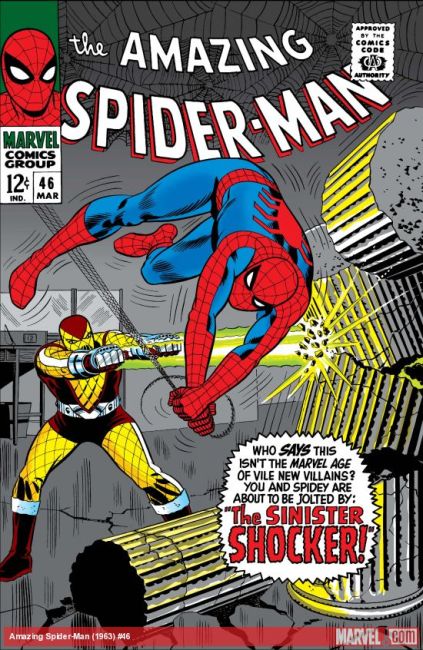 the AMAZING
SPIDER-MAN
APPROVED
BY THE
COMICS
CODE
AUTHORITY
MARVEL
COMICS
GROUP
12¢
IND.
46
MAR
WHO SAYS THIS
ISN'T THE MARVEL AGE
OF VILE NEW VILLAINS?
YOU AND SPIDEY ARE
ABOUT TO BE JOLTED BY:
"The SINISTER
SHOCKER!"
Amazing Spider-Man (1963) #46
MARVEL.com